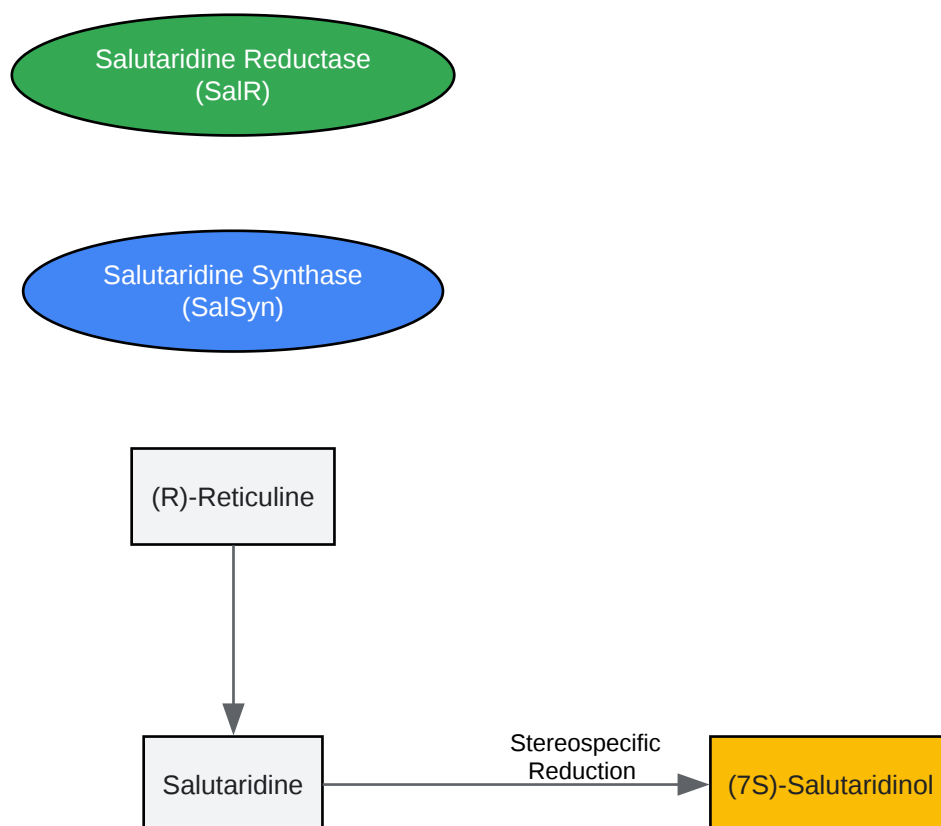 Salutaridine Reductase
(SalR)
Salutaridine Synthase
(SalSyn)
(R)-Reticuline
Stereospecific
Reduction
Salutaridine
(7S)-Salutaridinol